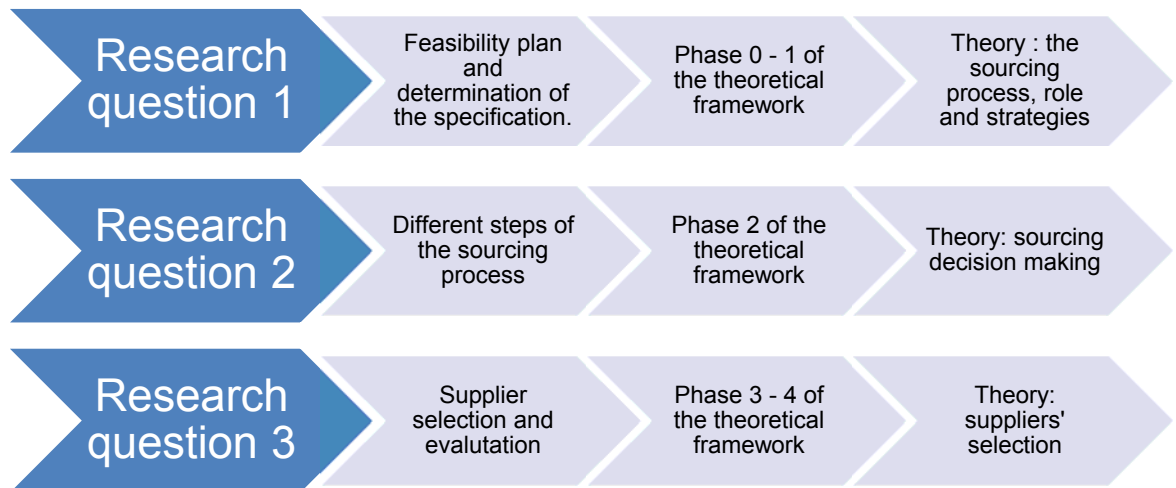 Research
question 1
Feasibility plan
and
determination of
the specification.
Phase 0 - 1 of
the theoretical
framework
Theory : the
sourcing
process, role
and strategies
Research
question 2
Different steps of
the sourcing
process
Phase 2 of the
theoretical
framework
Theory: sourcing
decision making
Research
question 3
Supplier
selection and
evalutation
Phase 3 - 4 of
the theoretical
framework
Theory:
suppliers'
selection